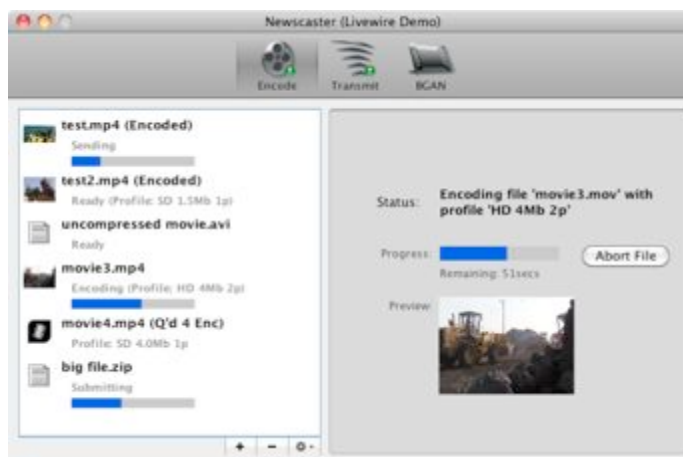 Newscaster (Livewire Demo)
Encode Transmit BGAN
test.mp4 (Encoded)
Sending
test2.mp4 (Encoded)
Ready (Profile: SD 1.5Mb 1p)
uncompressed movie.avi
Ready
movie3.mp4
Encoding (Profile: HD 4Mb 2p)
movie4.mp4 (Q'd 4 Enc)
Profile: SD 4.0Mb 1p
big file.zip
Submitting
Status: Encoding file 'movie3.mov' with
profile 'HD 4Mb 2p'
Progress: Abort File
Remaining: 51secs
Preview: